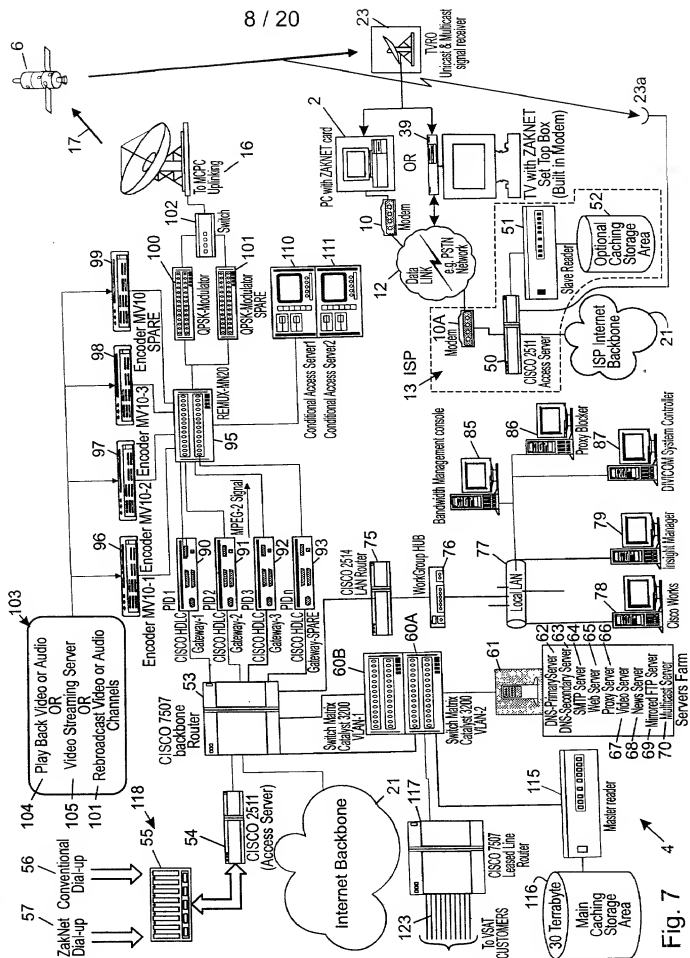 8 / 20
6
17
23
TVRO
Unicast & Multicast
signal receiver
23a
To MCPC
Uplinking
16
102
Switch
2
PC with ZAKNET card
OR
39
TV with ZAKNET
Set Top Box
(Built in Modem)
10
Modem
12
Data
LINK
e.g. PSTN
Network
10A
Modem
13 ISP
50
CISCO 2511
Access Server
51
Slave Reader
52
Optional
Caching
Storage
Area
ISP Internet
Backbone
21
99
Encoder MV10
SPARE
98
Encoder MV10-3
97
Encoder MV10-2
96
Encoder MV10-1
100
QPSK-Modulator
101
QPSK-Modulator
SPARE
110
111
Conditional Access Server1
Conditional Access Server2
REMUX-MN20
95
MPEG-2 Signal
103
104
Play Back Video or Audio
OR
105
Video Streaming Server
OR
101
Rebroadcast Video or Audio
Channels
PID1
90
CISCO HDLC
Gateway-1
PID2
91
CISCO HDLC
Gateway-2
PID3
92
CISCO HDLC
Gateway-3
PIDn
93
CISCO HDLC
Gateway-SPARE
53
CISCO 7507
backbone
Router
75
CISCO 2514
LAN Router
76
WorkGroup HUB
77
Local LAN
85
Bandwidth Management console
86
Proxy Blocker
87
DIVICOM System Controller
79
Insight Manager
78
Cisco Works
60B
60A
Switch Matrix
Catalyst 3200
VLAN-1
Switch Matrix
Catalyst 3200
VLAN-2
61
DNS-PrimaryServer 62
DNS-Secondary Server 63
SMTP Server 64
Web Server 65
Proxy Server 66
67 Video Server
68 News Server
69 Mirrored FTP Server
70 Multicast Server
Servers Farm
118
55
56
Conventional
Dial-up
57
ZakNet
Dial-up
54
CISCO 2511
(Access Server)
Internet Backbone
21
117
CISCO 7507
Leased Line
Router
123
To VSAT
CUSTOMERS
115
Master reader
116
30 Terrabyte
Main
Caching
Storage
Area
4
Fig. 7